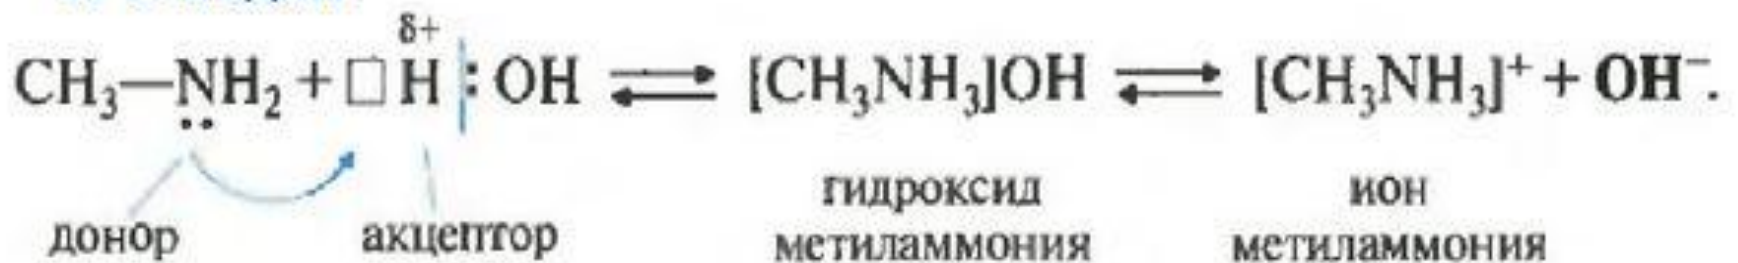 δ+
CH₃—NH₂ + □ H : OH ⇌ [CH₃NH₃]OH ⇌ [CH₃NH₃]⁺ + OH⁻.
донор акцептор гидроксид метиламмония ион метиламмония